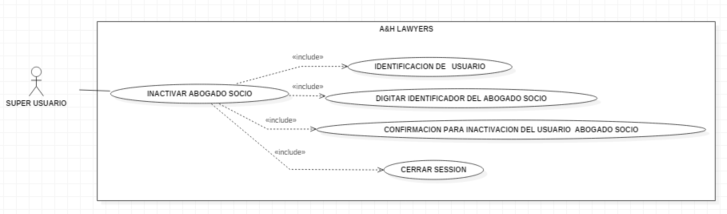 A&H LAWYERS
«include»
IDENTIFICACION DE USUARIO
«include»
INACTIVAR ABOGADO SOCIO
DIGITAR IDENTIFICADOR DEL ABOGADO SOCIO
SUPER USUARIO
«include»
CONFIRMACION PARA INACTIVACION DEL USUARIO ABOGADO SOCIO
«include»
CERRAR SESSION